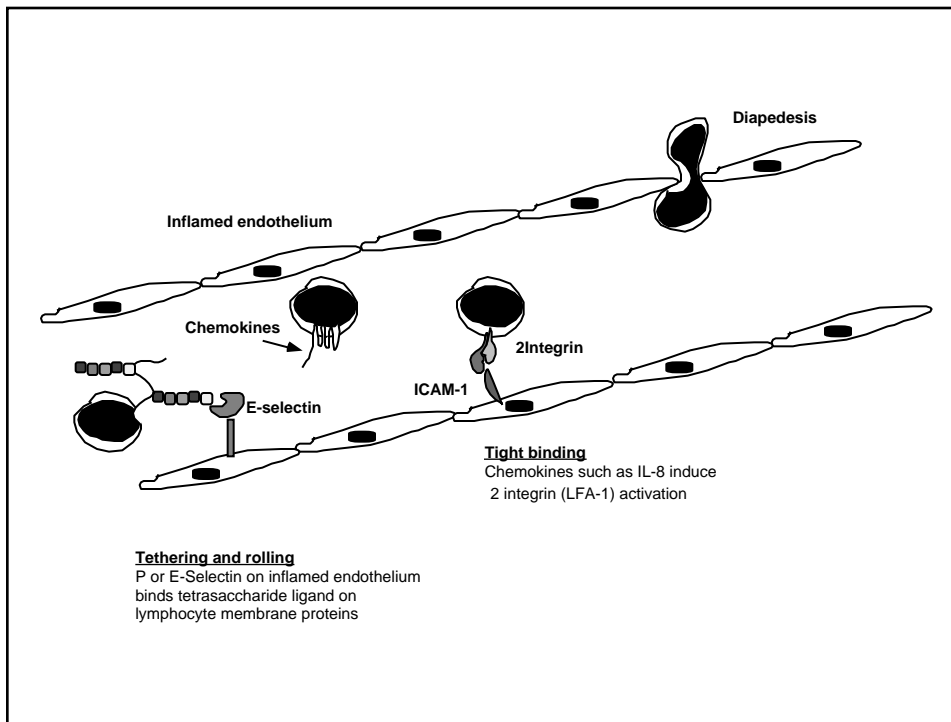 Diapedesis
Inflamed endothelium
Chemokines
2Integrin
ICAM-1
E-selectin
Tight binding
Chemokines such as IL-8 induce
2 integrin (LFA-1) activation
Tethering and rolling
P or E-Selectin on inflamed endothelium
binds tetrasaccharide ligand on
lymphocyte membrane proteins